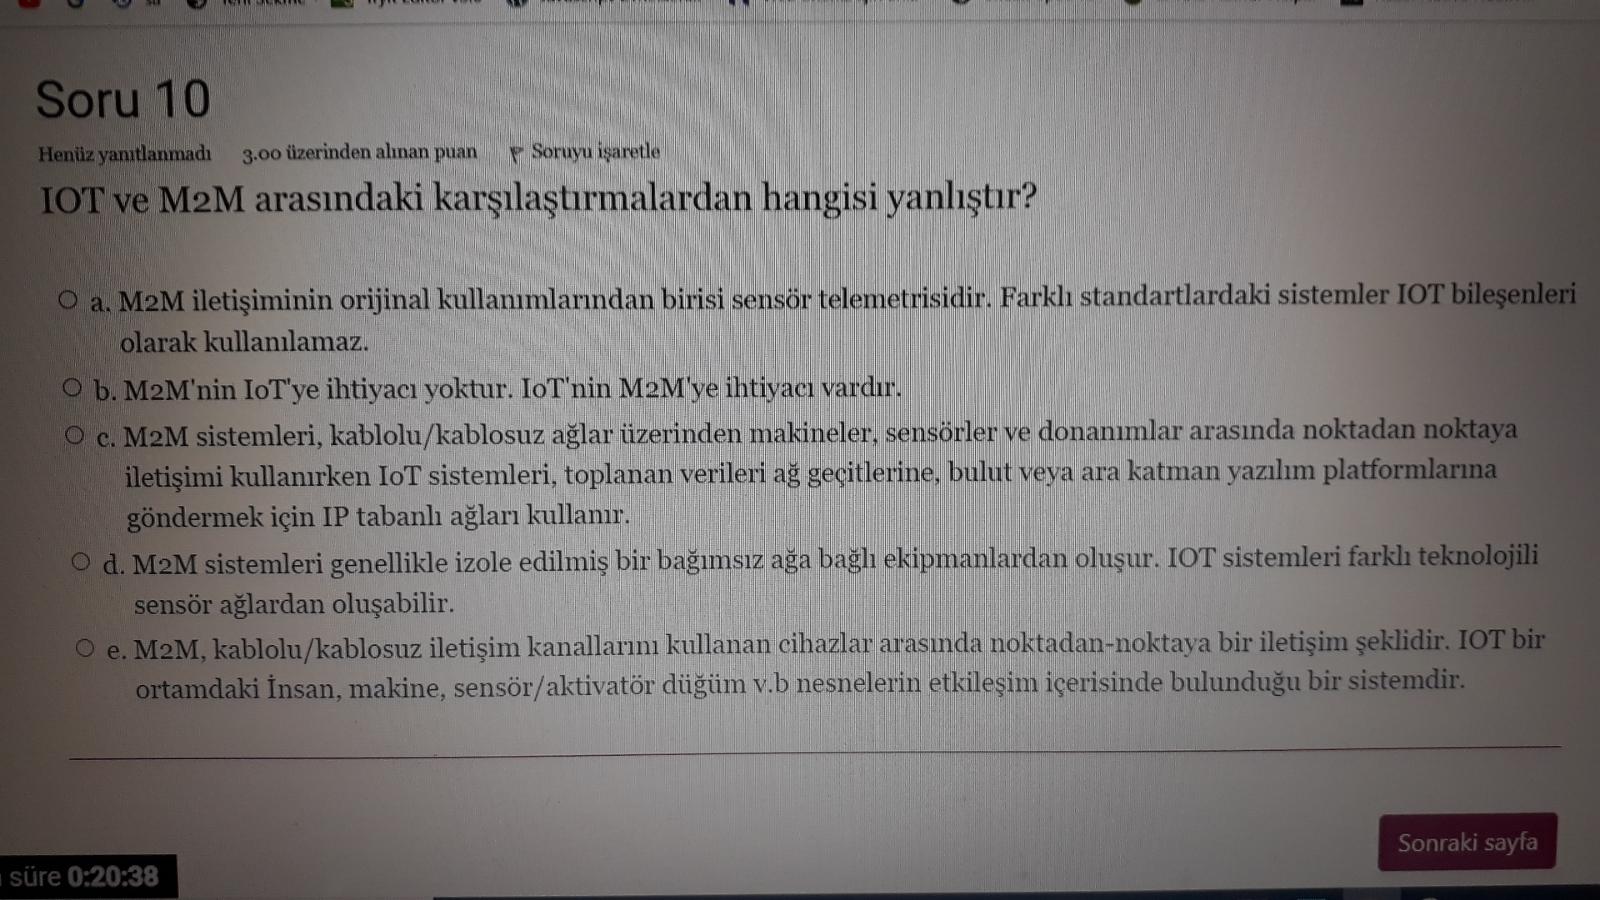 Soru 10
Henüz yanıtlanmadı 3.00 üzerinden alınan puan Soruyu işaretle
IOT ve M2M arasındaki karşılaştırmalardan hangisi yanlıştır?
a. M2M iletişiminin orijinal kullanımlarından birisi sensör telemetrisidir. Farklı standartlardaki sistemler IOT bileşenleri
olarak kullanılamaz.
b. M2M'nin IoT'ye ihtiyacı yoktur. IoT'nin M2M'ye ihtiyacı vardır.
c. M2M sistemleri, kablolu/kablosuz ağlar üzerinden makineler, sensörler ve donanımlar arasında noktadan noktaya
iletişimi kullanırken IoT sistemleri, toplanan verileri ağ geçitlerine, bulut veya ara katman yazılım platformlarına
göndermek için IP tabanlı ağları kullanır.
d. M2M sistemleri genellikle izole edilmiş bir bağımsız ağa bağlı ekipmanlardan oluşur. IOT sistemleri farklı teknolojili
sensör ağlardan oluşabilir.
e. M2M, kablolu/kablosuz iletişim kanallarını kullanan cihazlar arasında noktadan-noktaya bir iletişim şeklidir. IOT bir
ortamdaki İnsan, makine, sensör/aktivatör düğüm v.b nesnelerin etkileşim içerisinde bulunduğu bir sistemdir.
Sonraki sayfa
süre 0:20:38